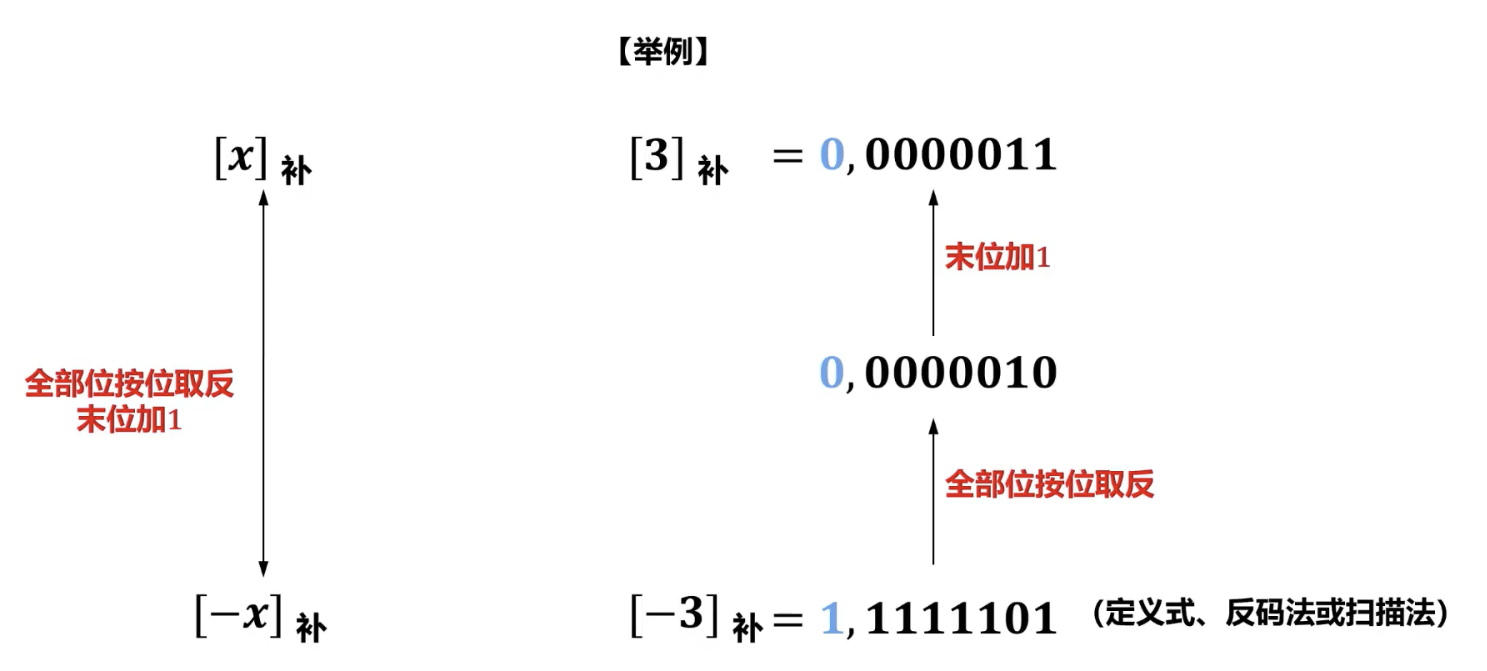 【举例】
[x]补
[3]补 = 0,0000011
末位加1
0,0000010
全部位按位取反
末位加1
全部位按位取反
[−x]补
[−3]补 = 1,1111101 (定义式、反码法或扫描法)